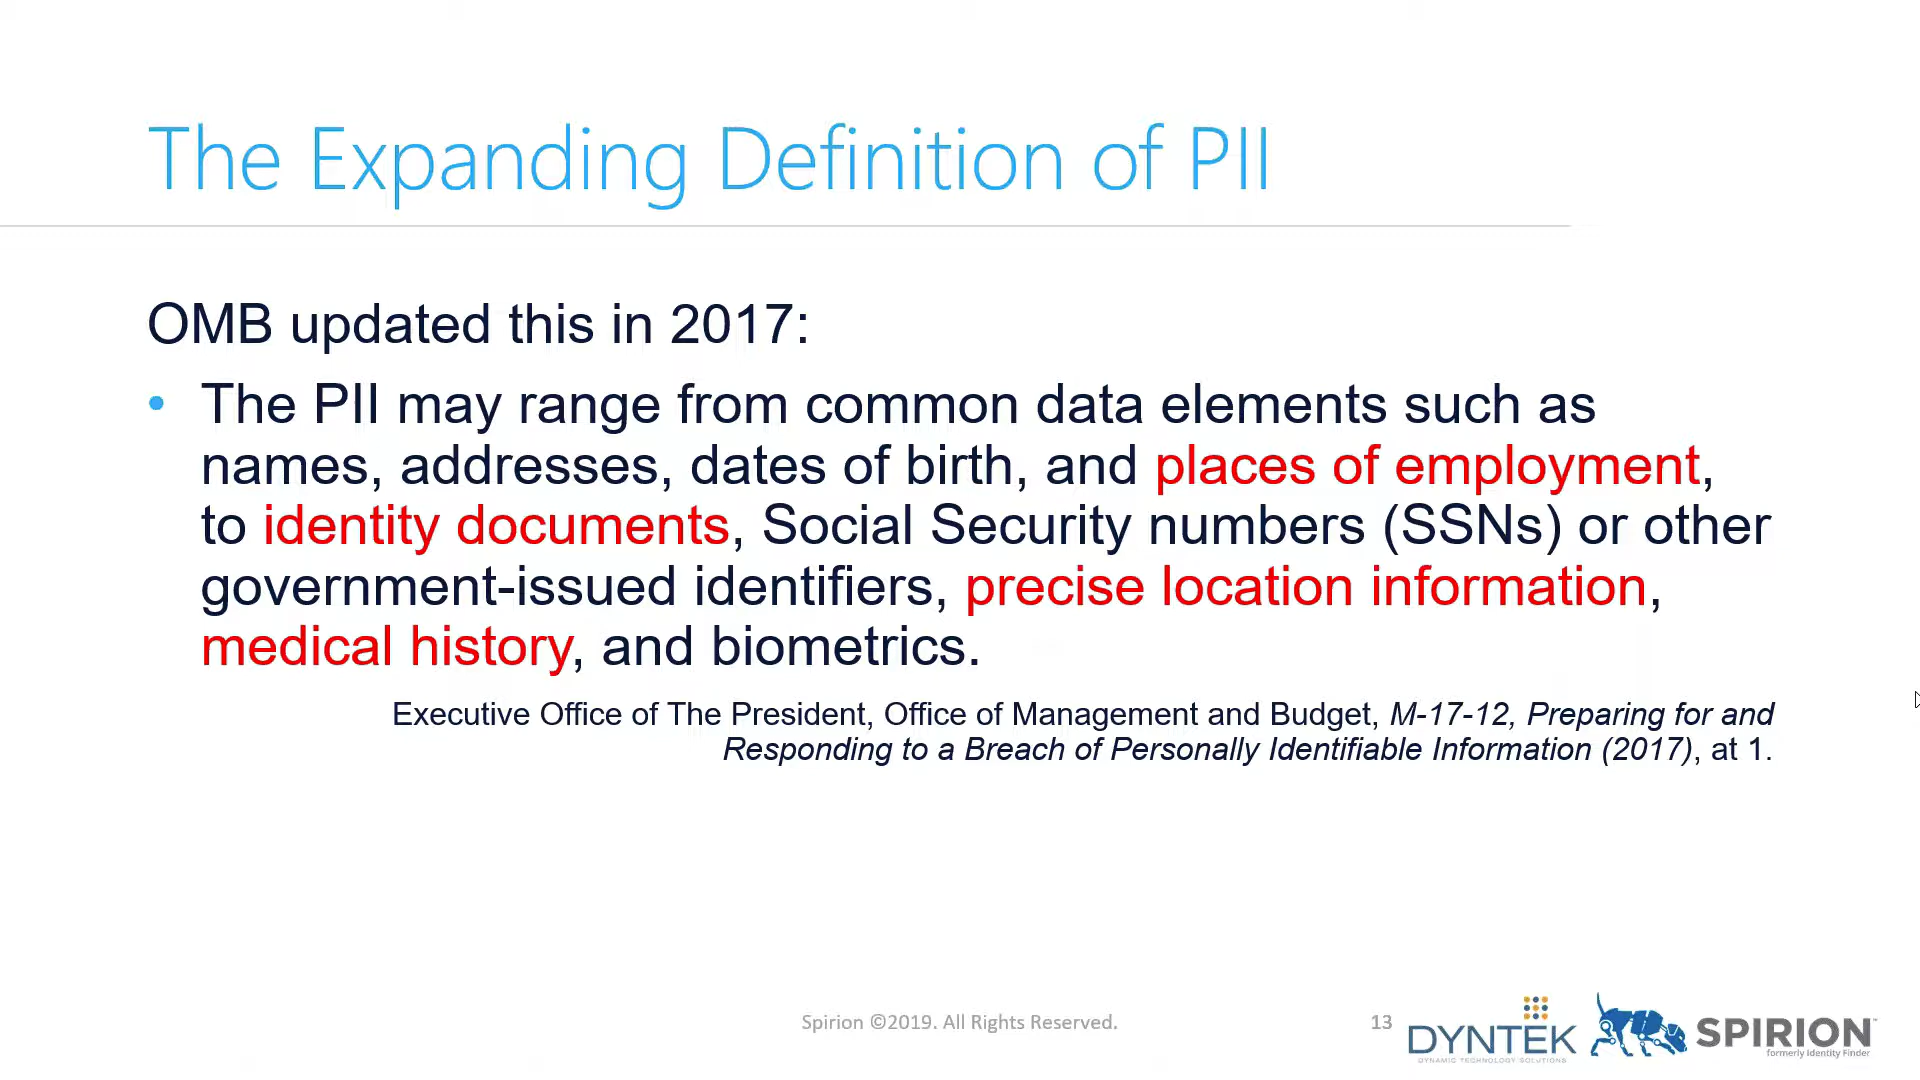 The Expanding Definition of PII
OMB updated this in 2017:
• The PII may range from common data elements such as
names, addresses, dates of birth, and places of employment,
to identity documents, Social Security numbers (SSNs) or other
government-issued identifiers, precise location information,
medical history, and biometrics.
Executive Office of The President, Office of Management and Budget, M-17-12, Preparing for and
Responding to a Breach of Personally Identifiable Information (2017), at 1.
Spirion ©2019. All Rights Reserved.
13
DYNTEK
DYNAMIC TECHNOLOGY SOLUTIONS
SPIRION™
formerly Identity Finder